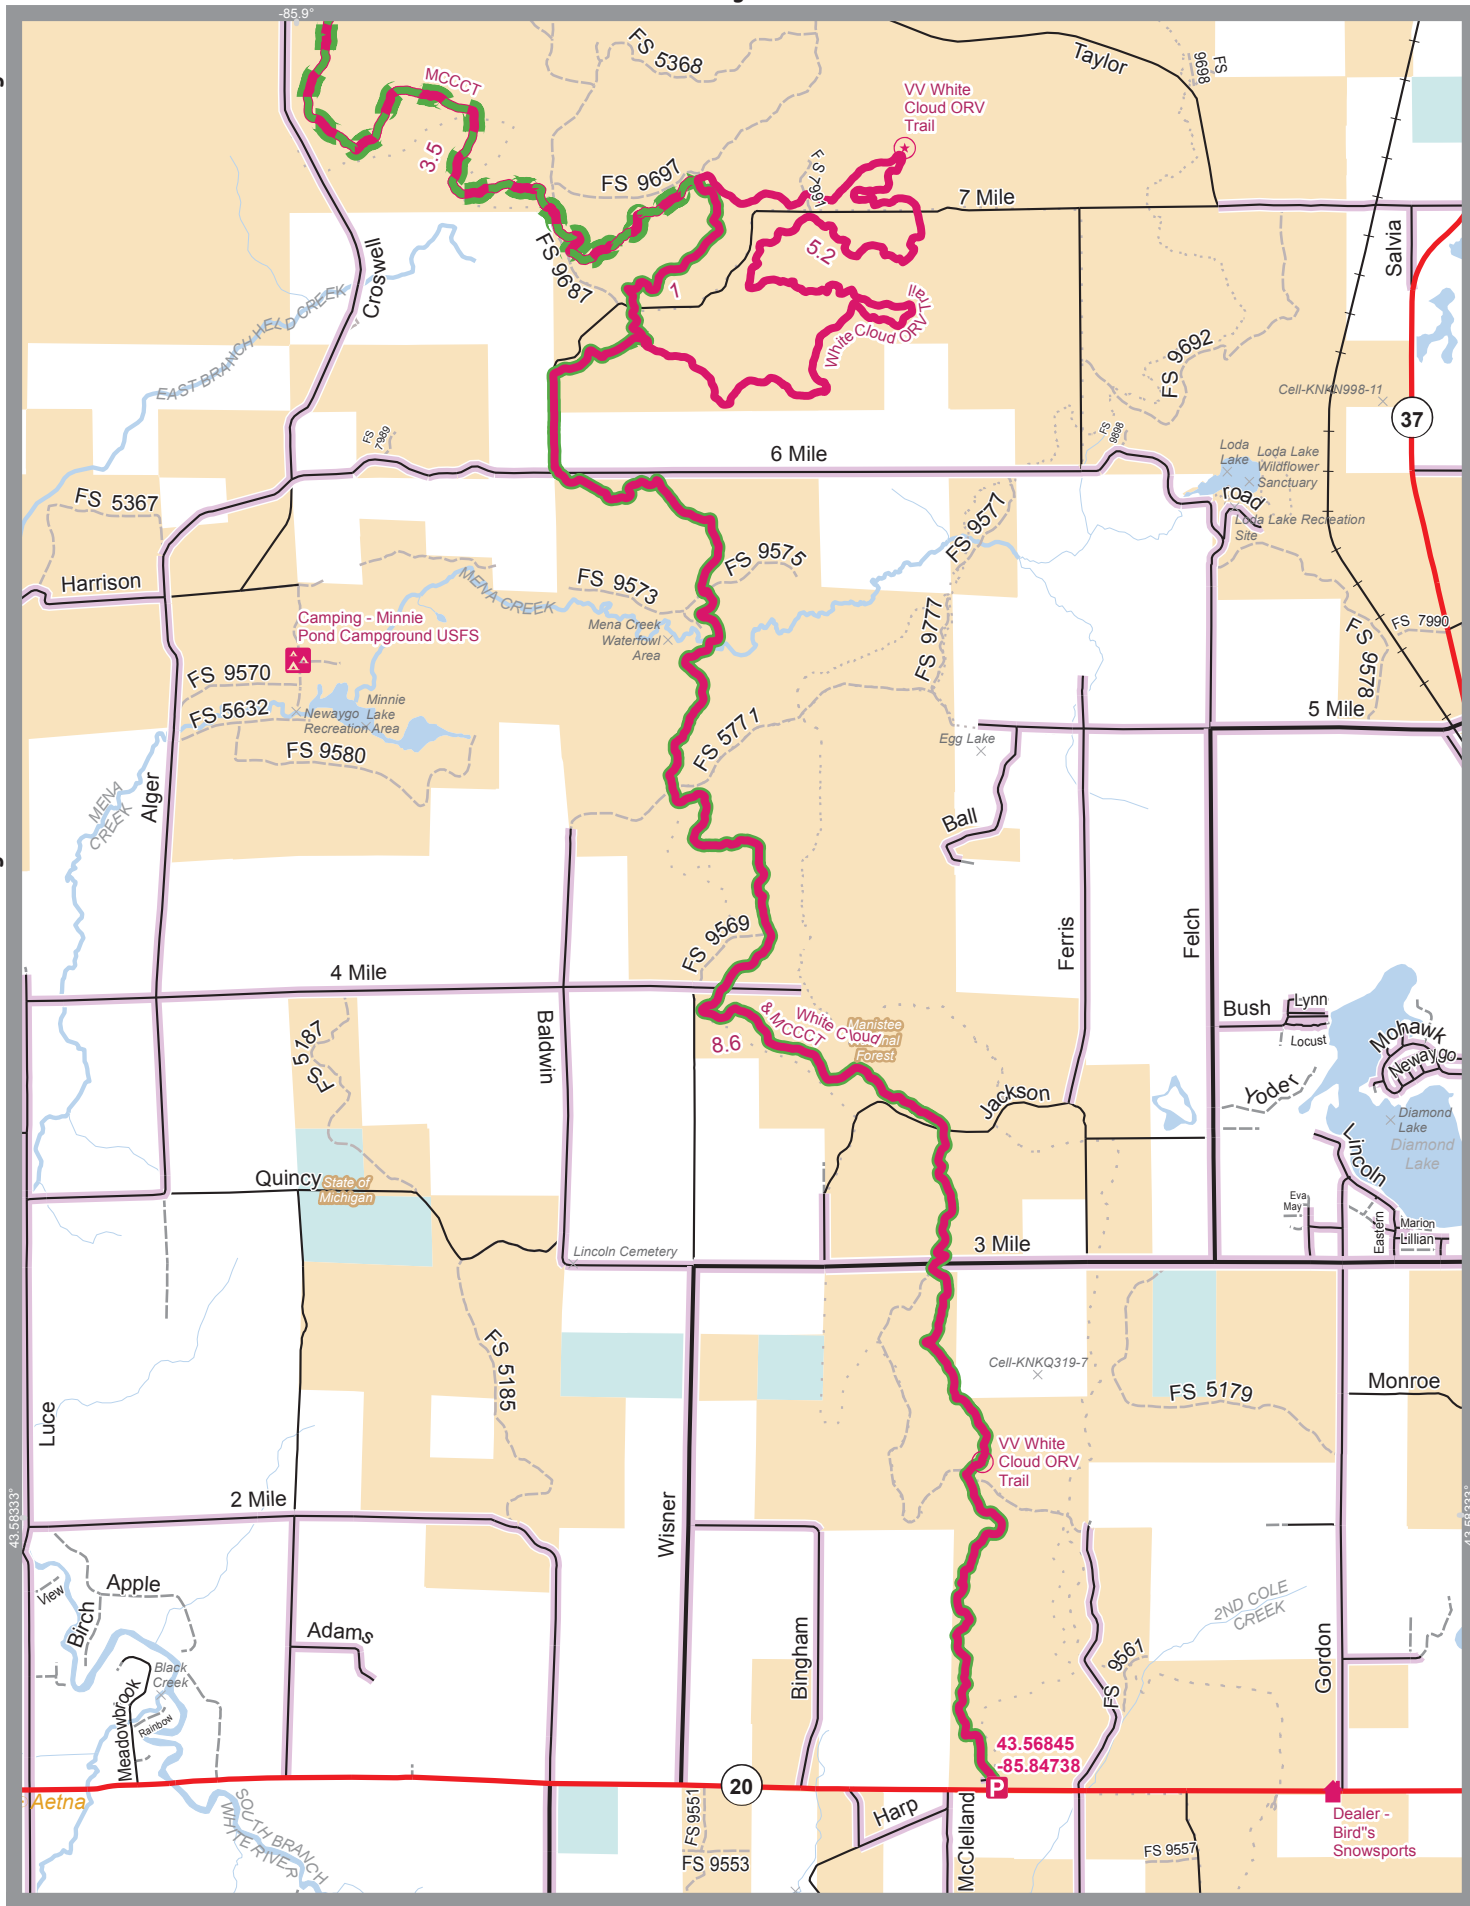 -85.9°
FS 5368
Taylor
FS
9698
MCCCT
VV White
Cloud ORV
Trail
3.5
FS 9697
FS 7991
7 Mile
Salvia
Croswell
FS 9687
5.2
1
White Cloud ORV Trail
EAST BRANCH HELD CREEK
FS 9692
Cell-KNKN998-11
37
FS
7989
6 Mile
FS
9898
Loda
Lake
Loda Lake
Wildflower
Sanctuary
road
Loda Lake Recreation
Site
FS 5367
FS 9577
FS 9575
Harrison
MENA CREEK
FS 9573
Mena Creek
Waterfowl
Area
Camping - Minnie
Pond Campground USFS
FS 9777
FS 7990
FS 9578
FS 9570
FS 5632
Minnie
Lake
Newaygo
Recreation Area
FS 9580
FS 5771
5 Mile
Egg Lake
MENA
CREEK
Alger
Ball
FS 9569
Ferris
Felch
4 Mile
Baldwin
8.6
White Cloud
& MCCCT
Manistee
National
Forest
Bush
Lynn
Locust
Mohawk
Newaygo
FS 5187
Jackson
Yoder
Diamond
Lake
Diamond
Lake
Lincoln
Quincy
State of
Michigan
Eva
May
Eastern
Marion
Lillian
Lincoln Cemetery
3 Mile
FS 5185
Cell-KNKQ319-7
FS 5179
Monroe
Luce
VV White
Cloud ORV
Trail
2 Mile
Wisner
43.58333°
43.58333°
View
Apple
Birch
Adams
2ND COLE
CREEK
Black
Creek
Bingham
FS 9561
Gordon
Meadowbrook
Rainbow
43.56845
-85.84738
P
20
Aetna
SOUTH BRANCH
WHITE RIVER
FS 9551
FS 9553
Harp
McClelland
FS 9557
Dealer -
Bird"s
Snowsports